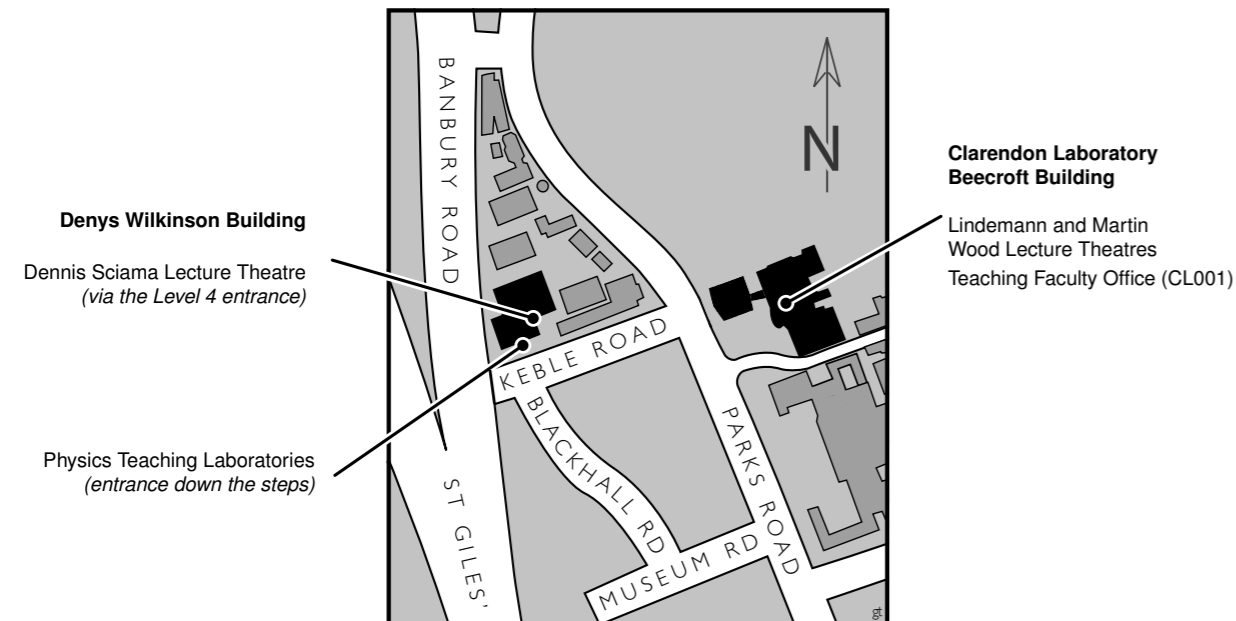 Denys Wilkinson Building
Dennis Sciama Lecture Theatre
(via the Level 4 entrance)
Physics Teaching Laboratories
(entrance down the steps)
BANBURY ROAD
ST GILES'
KEBLE ROAD
BLACKHALL RD
MUSEUM RD
PARKS ROAD
N
Clarendon Laboratory
Beecroft Building
Lindemann and Martin
Wood Lecture Theatres
Teaching Faculty Office (CL001)